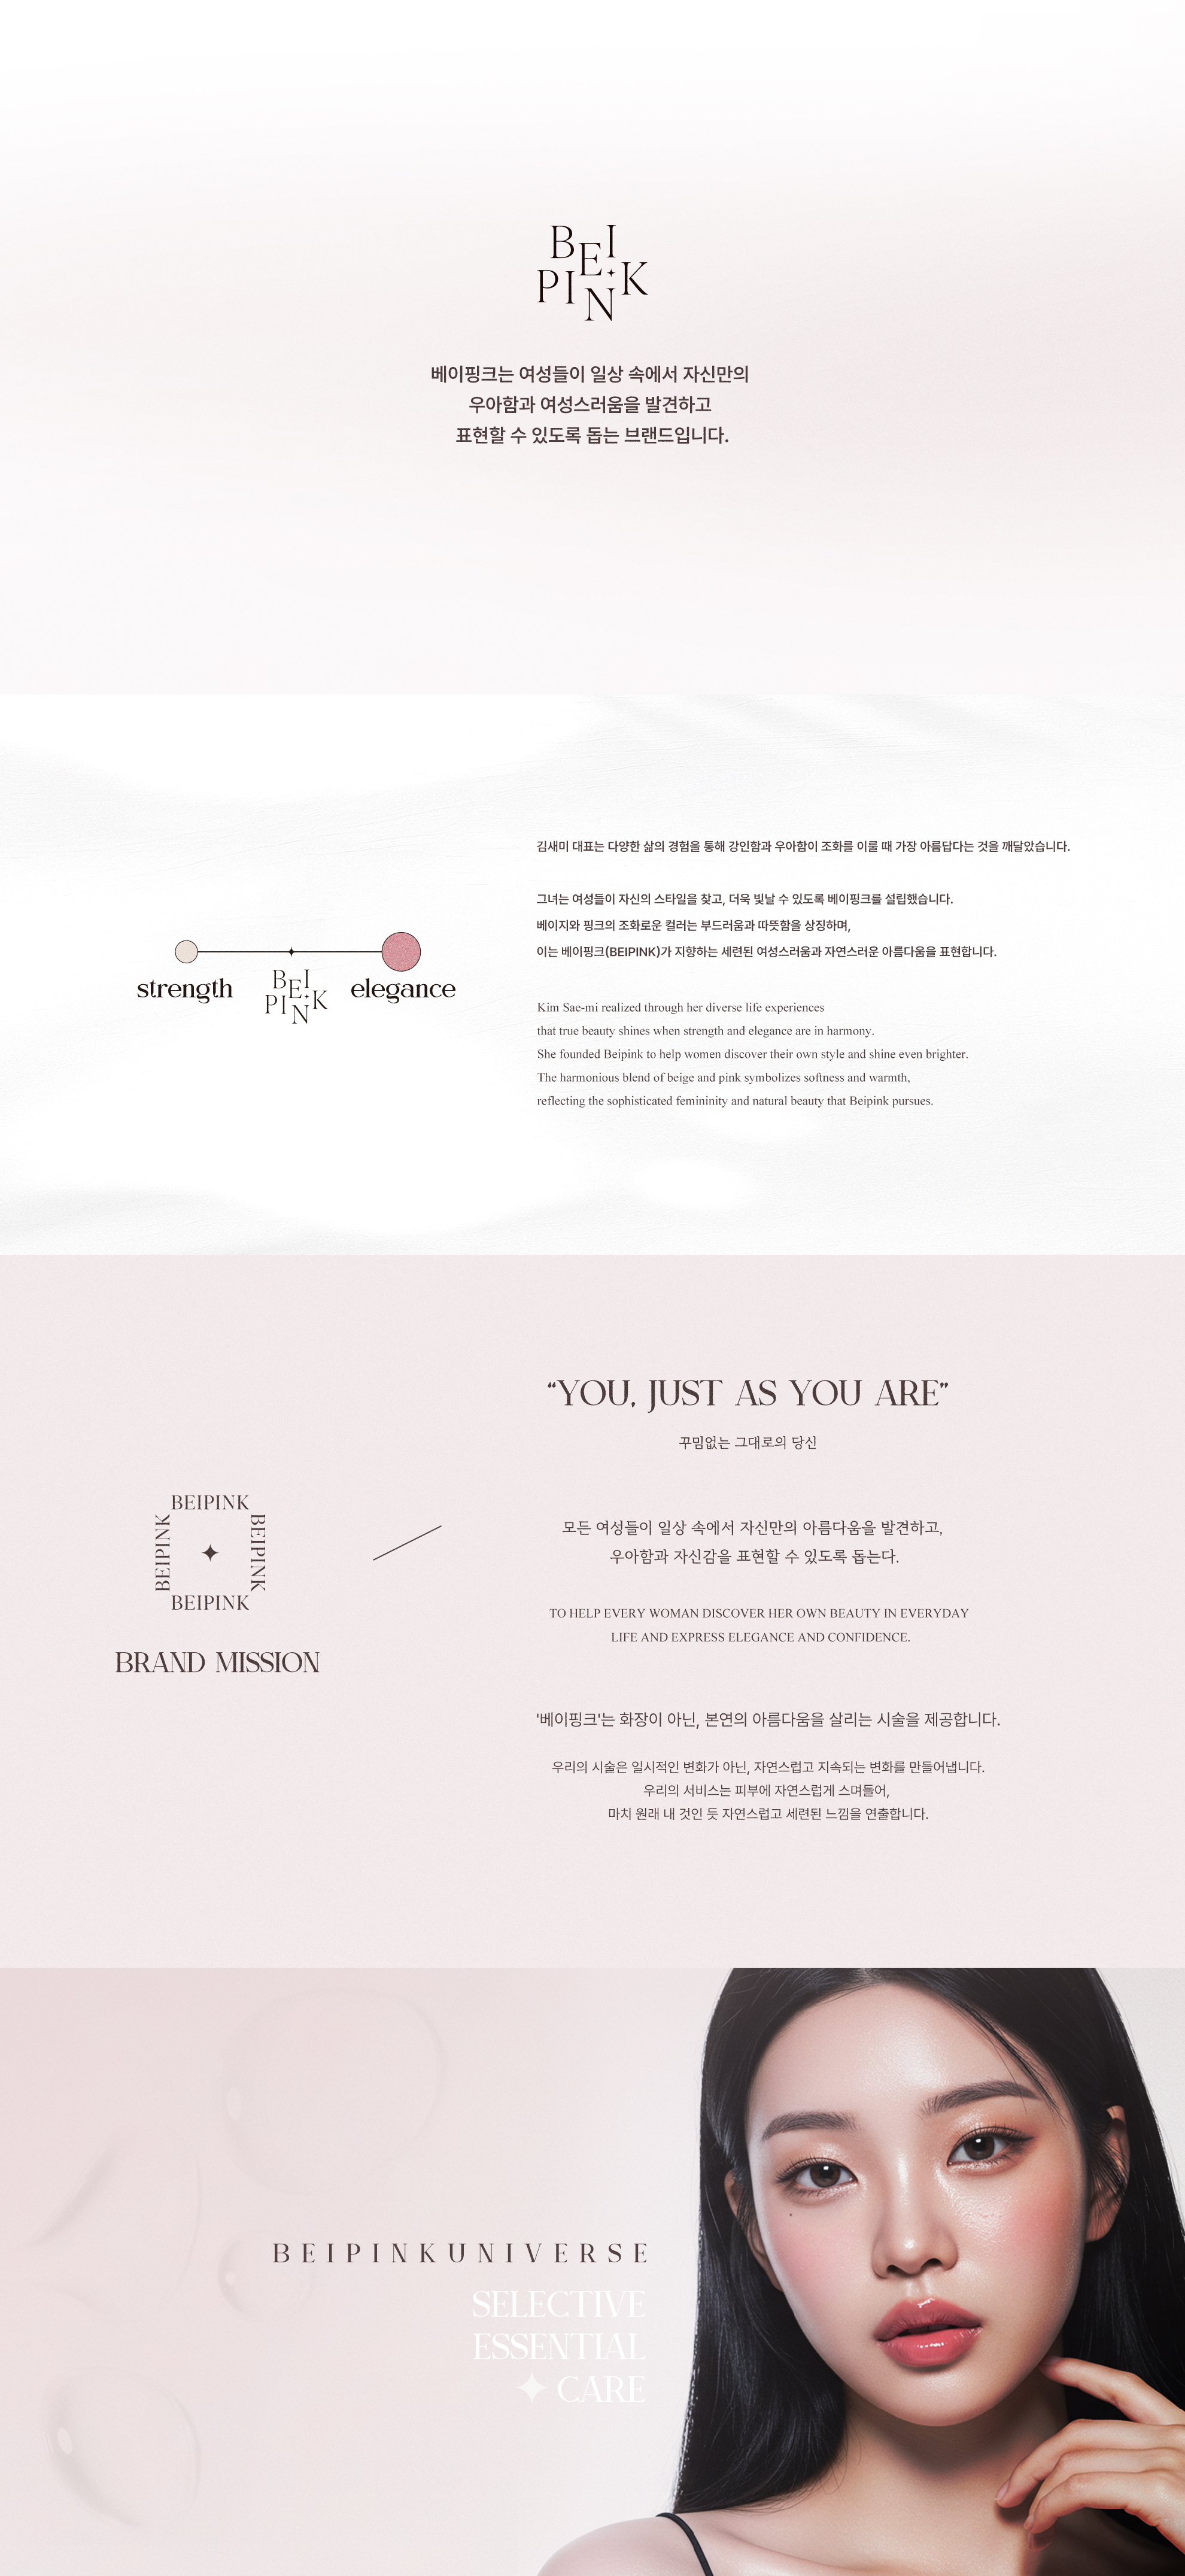 BEI
PINK
베이핑크는 여성들이 일상 속에서 자신만의
우아함과 여성스러움을 발견하고
표현할 수 있도록 돕는 브랜드입니다.
strength
BEI
PINK
elegance
김새미 대표는 다양한 삶의 경험을 통해 강인함과 우아함이 조화를 이룰 때 가장 아름답다는 것을 깨달았습니다.
그녀는 여성들이 자신의 스타일을 찾고, 더욱 빛날 수 있도록 베이핑크를 설립했습니다.
베이지와 핑크의 조화로운 컬러는 부드러움과 따뜻함을 상징하며,
이는 베이핑크(BEIPINK)가 지향하는 세련된 여성스러움과 자연스러운 아름다움을 표현합니다.
Kim Sae-mi realized through her diverse life experiences
that true beauty shines when strength and elegance are in harmony.
She founded Beipink to help women discover their own style and shine even brighter.
The harmonious blend of beige and pink symbolizes softness and warmth,
reflecting the sophisticated femininity and natural beauty that Beipink pursues.
BEIPINK
BEIPINK
BEIPINK
BEIPINK
BRAND MISSION
“YOU, JUST AS YOU ARE”
꾸밈없는 그대로의 당신
모든 여성들이 일상 속에서 자신만의 아름다움을 발견하고,
우아함과 자신감을 표현할 수 있도록 돕는다.
TO HELP EVERY WOMAN DISCOVER HER OWN BEAUTY IN EVERYDAY
LIFE AND EXPRESS ELEGANCE AND CONFIDENCE.
'베이핑크'는 화장이 아닌, 본연의 아름다움을 살리는 시술을 제공합니다.
우리의 시술은 일시적인 변화가 아닌, 자연스럽고 지속되는 변화를 만들어냅니다.
우리의 서비스는 피부에 자연스럽게 스며들어,
마치 원래 내 것인 듯 자연스럽고 세련된 느낌을 연출합니다.
BEIPINKUNIVERSE
SELECTIVE
ESSENTIAL
CARE